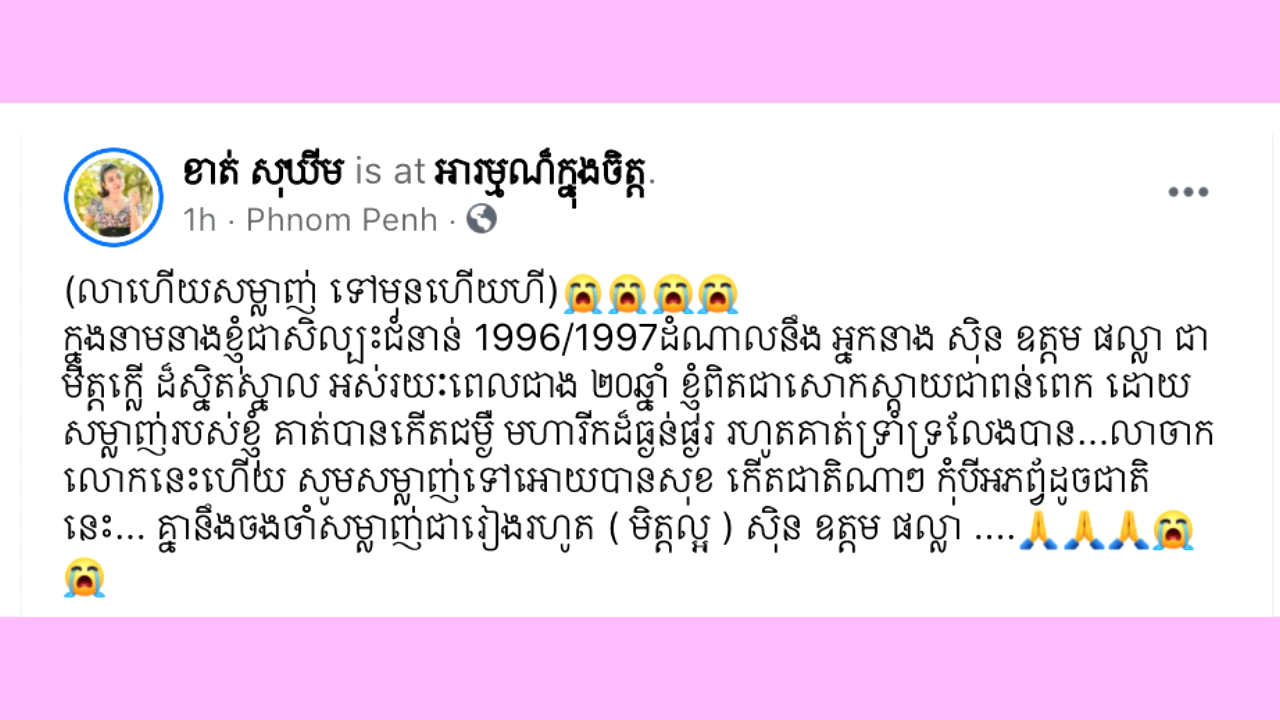 ខាត់ សុឃីម is at អារម្មណ៍ក្នុងចិត្ត.
1h · Phnom Penh ·
(លាហើយសម្លាញ់ ទៅមុនហើយហី)😭😭😭😭
ក្នុងនាមនាងខ្ញុំជាសិល្បះជំនាន់ 1996/1997ដំណាលនឹង អ្នកនាង ស៊ិន ឧត្តម ផល្លា ជា
មិត្តក្លើ ដ៏ស្និតស្នាល អស់រយៈពេលជាង ២០ឆ្នាំ ខ្ញុំពិតជាសោកស្តាយជាពន់ពេក ដោយ
សម្លាញ់របស់ខ្ញុំ គាត់បានកើតជម្ងឺ មហារីកដ៏ធ្ងន់ធ្ងរ រហូតគាត់ទ្រាំទ្រលែងបាន...លាចាក
លោកនេះហើយ សូមសម្លាញ់ទៅអោយបានសុខ កើតជាតិណាៗ កុំបីអភព្វ័ដូចជាតិ
នេះ... គ្នានឹងចងចាំសម្លាញ់ជារៀងរហូត ( មិត្តល្អ ) ស៊ិន ឧត្តម ផល្លា ....🙏🙏🙏😭
😭